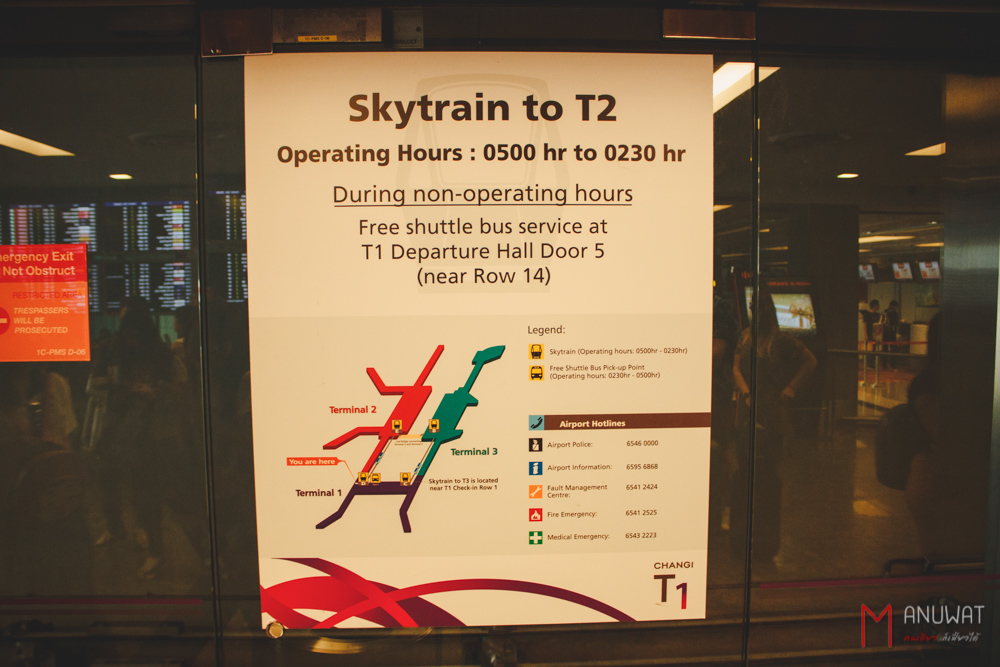 Skytrain to T2
Operating Hours : 0500 hr to 0230 hr
During non-operating hours
Free shuttle bus service at
T1 Departure Hall Door 5
(near Row 14)
Legend:
Skytrain (Operating hours: 0500hr - 0230hr)
Free Shuttle Bus Pick-up Point
(Operating hours: 0230hr - 0500hr)
Terminal 2
Terminal 3
You are here
Terminal 1
Skytrain to T3 is located
near T1 Check-in Row 1
Airport Hotlines
Airport Police: 6546 0000
Airport Information: 6595 6868
Fault Management
Centre: 6541 2424
Fire Emergency: 6541 2525
Medical Emergency: 6543 2223
CHANGI
T1
Emergency Exit
Not Obstruct
TRESPASSERS
WILL BE
PROSECUTED
1C-PMS D-06
MANUWAT